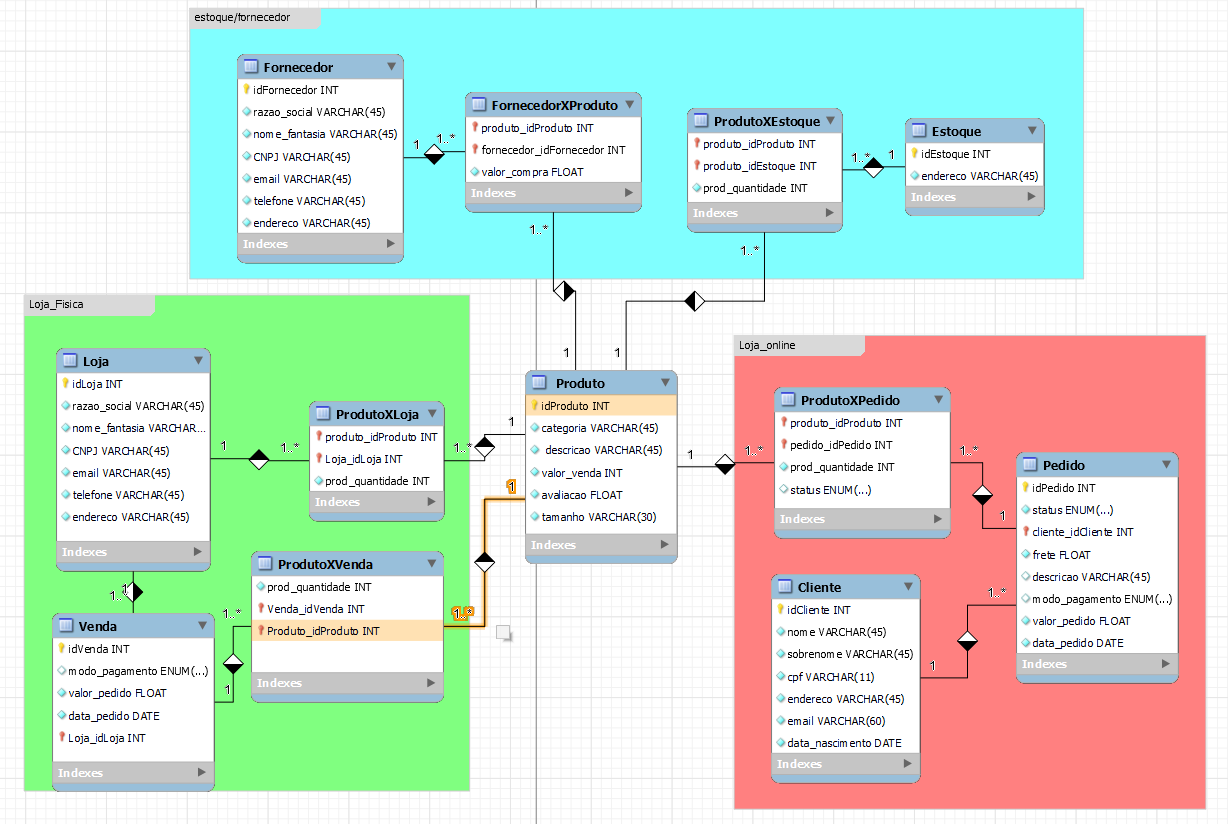 estoque/fornecedor
Fornecedor
idFornecedor INT
razao_social VARCHAR(45)
nome_fantasia VARCHAR(45)
CNPJ VARCHAR(45)
email VARCHAR(45)
telefone VARCHAR(45)
endereco VARCHAR(45)
Indexes
1
1..*
FornecedorXProduto
produto_idProduto INT
fornecedor_idFornecedor INT
valor_compra FLOAT
Indexes
1..*
1
ProdutoXEstoque
produto_idProduto INT
produto_idEstoque INT
prod_quantidade INT
Indexes
1..*
1
1..*
1
Estoque
idEstoque INT
endereco VARCHAR(45)
Indexes
Loja_Fisica
Loja
idLoja INT
razao_social VARCHAR(45)
nome_fantasia VARCHAR...
CNPJ VARCHAR(45)
email VARCHAR(45)
telefone VARCHAR(45)
endereco VARCHAR(45)
Indexes
1
1..*
ProdutoXLoja
produto_idProduto INT
Loja_idLoja INT
prod_quantidade INT
Indexes
1..*
1
Produto
idProduto INT
categoria VARCHAR(45)
descricao VARCHAR(45)
valor_venda INT
avaliacao FLOAT
tamanho VARCHAR(30)
Indexes
1
1..*
ProdutoXVenda
prod_quantidade INT
Venda_idVenda INT
Produto_idProduto INT
Indexes
1
1..*
Venda
idVenda INT
modo_pagamento ENUM(...)
valor_pedido FLOAT
data_pedido DATE
Loja_idLoja INT
Indexes
1..*
1
Loja_online
1
1..*
ProdutoXPedido
produto_idProduto INT
pedido_idPedido INT
prod_quantidade INT
status ENUM(...)
Indexes
1..*
1
Pedido
idPedido INT
status ENUM(...)
cliente_idCliente INT
frete FLOAT
descricao VARCHAR(45)
modo_pagamento ENUM(...)
valor_pedido FLOAT
data_pedido DATE
Indexes
1..*
1
Cliente
idCliente INT
nome VARCHAR(45)
sobrenome VARCHAR(45)
cpf VARCHAR(11)
endereco VARCHAR(45)
email VARCHAR(60)
data_nascimento DATE
Indexes